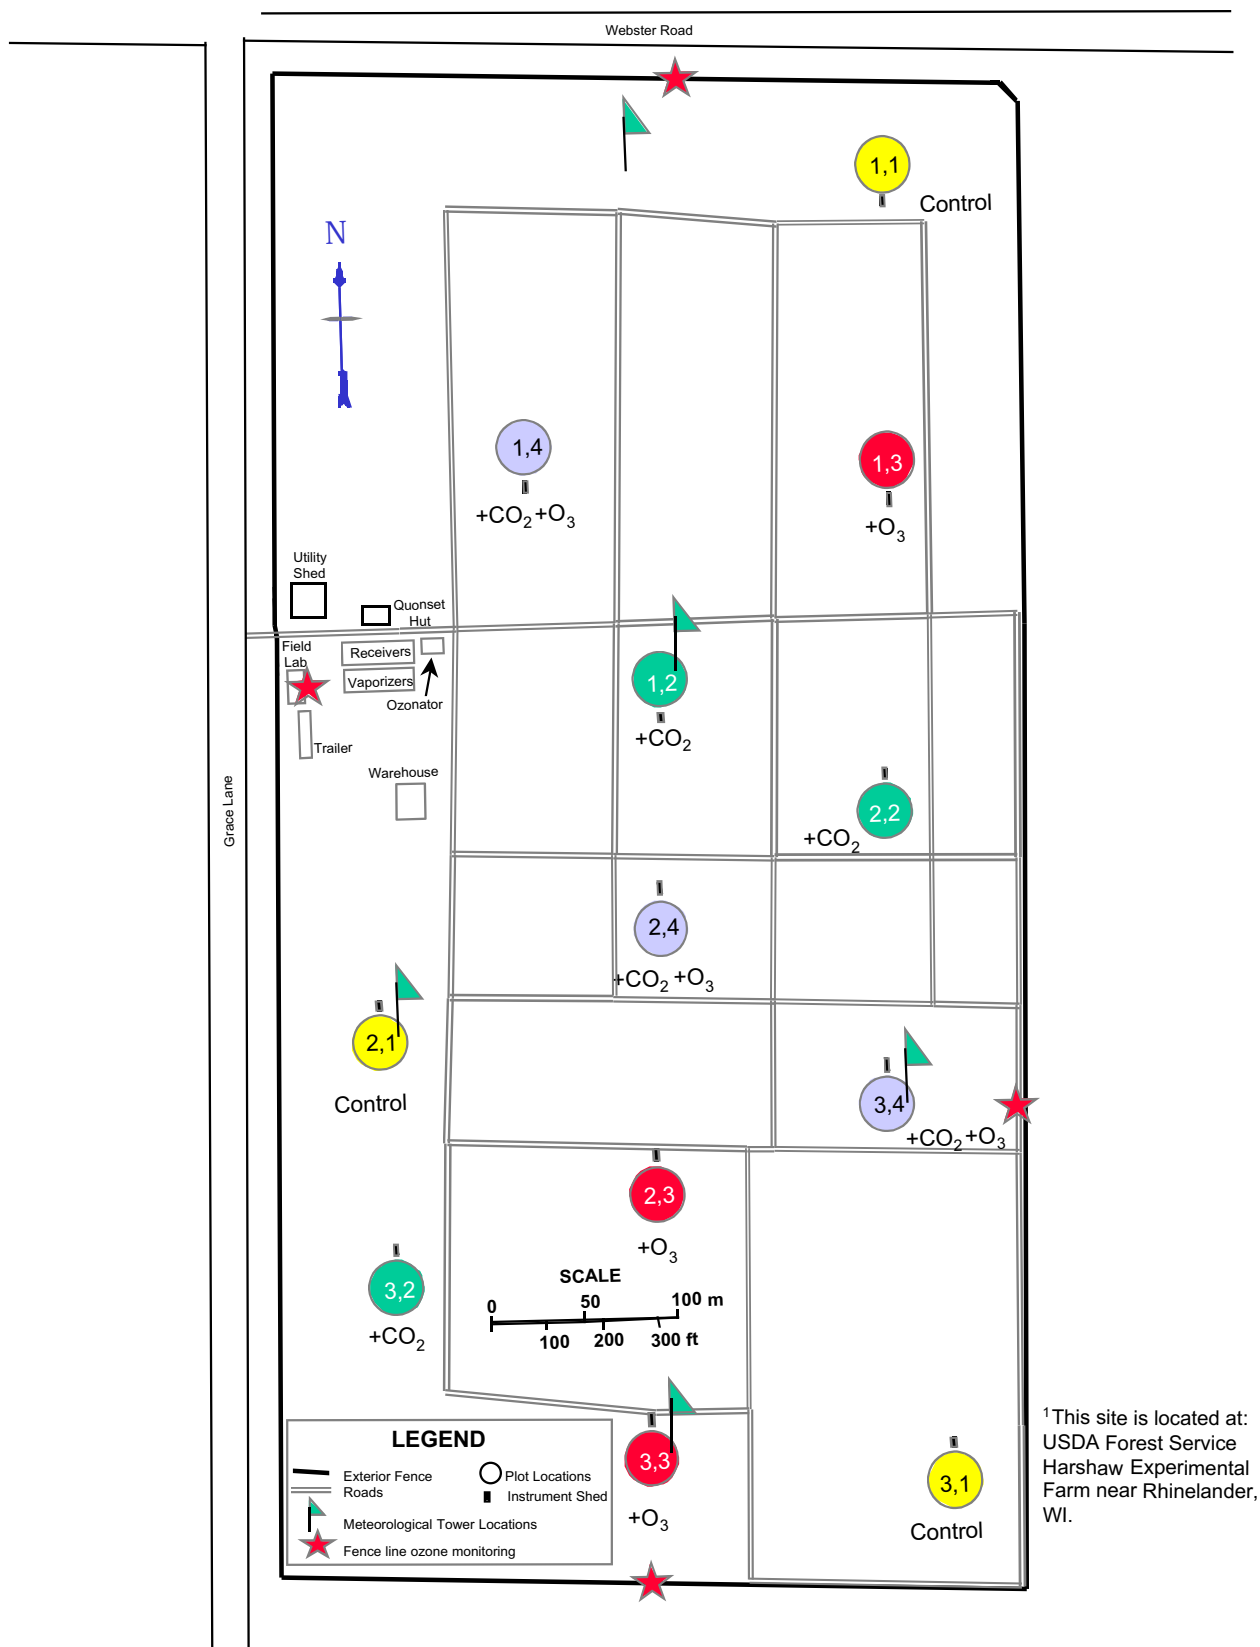 Webster Road
1,1
Control
N
1,4
+CO₂+O₃
1,3
+O₃
Utility
Shed
Quonset
Hut
Field
Lab
Receivers
Vaporizers
Ozonator
Trailer
1,2
+CO₂
Warehouse
2,2
+CO₂
Grace Lane
2,4
+CO₂ +O₃
2,1
Control
3,4
+CO₂+O₃
2,3
+O₃
3,2
+CO₂
SCALE
0 50 100 m
100 200 300 ft
3,3
+O₃
3,1
Control
LEGEND
Exterior Fence
Roads
Plot Locations
Instrument Shed
Meteorological Tower Locations
Fence line ozone monitoring
¹This site is located at:
USDA Forest Service
Harshaw Experimental
Farm near Rhinelander,
WI.